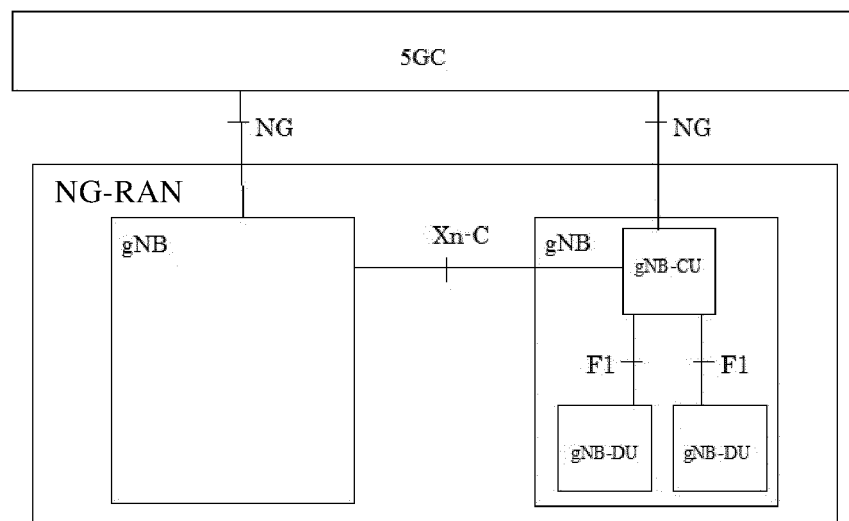 5GC
NG
NG
NG-RAN
gNB
Xn-C
gNB
gNB-CU
F1
F1
gNB-DU
gNB-DU